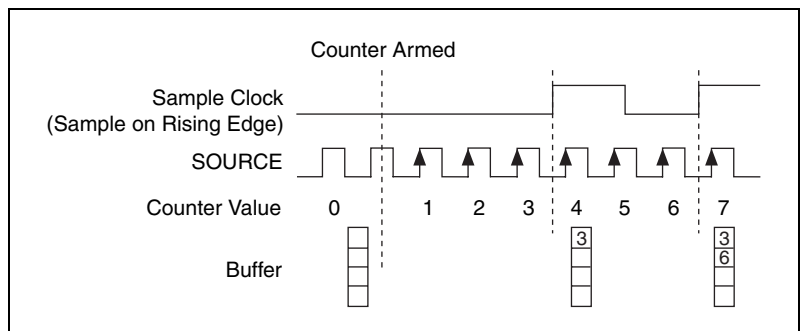 Counter Armed
Sample Clock
(Sample on Rising Edge)
SOURCE
Counter Value 0 1 2 3 4 5 6 7
Buffer
3 3
6